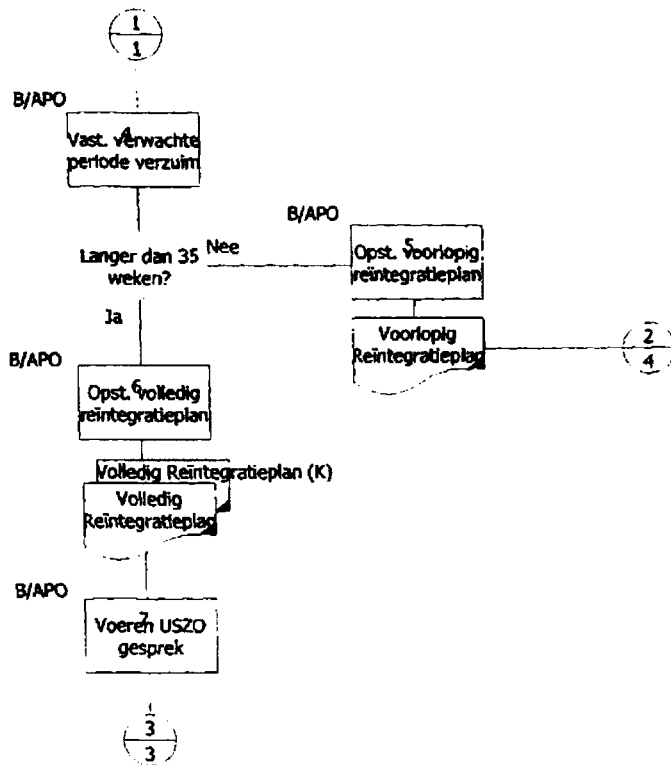 1
1
B/APO
4
Vast. verwachte
periode verzuim
Langer dan 35
weken?
Nee
B/APO
5
Opst. voorlopig
reïntegratieplan
Voorlopig
Reïntegratieplan
2
4
Ja
B/APO
6
Opst. volledig
reïntegratieplan
Volledig Reïntegratieplan (K)
Volledig
Reïntegratieplan
B/APO
7
Voeren USZO
gesprek
3
3